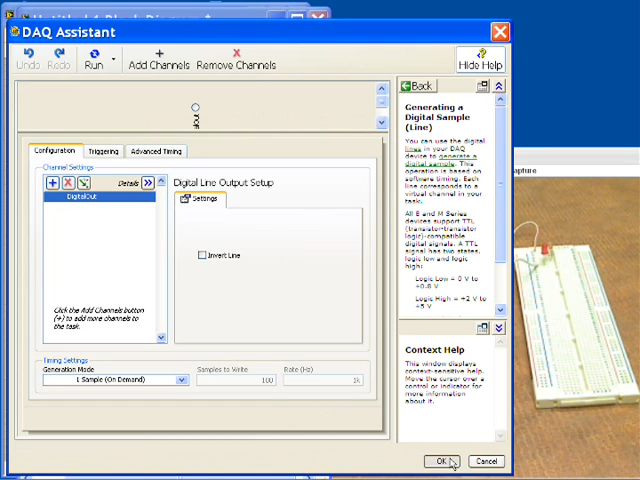 Untitled 1 Block Diagram *
DAQ Assistant
Undo
Redo
Run
Add Channels
Remove Channels
Hide Help
Back
Configuration
Triggering
Advanced Timing
Channel Settings
Details
DigitalOut
Click the Add Channels button
(+) to add more channels to
the task.
Digital Line Output Setup
Settings
Invert Line
Timing Settings
Generation Mode
1 Sample (On Demand)
Samples to Write
100
Rate (Hz)
1k
Generating a
Digital Sample
(Line)
You can use the digital
lines in your DAQ
device to generate a
digital sample. This
operation is based on
software timing. Each
line corresponds to a
virtual channel in your
task.
All E and M Series
devices support TTL
(transistor-transistor
logic)-compatible
digital signals. A TTL
signal has two states,
logic low and logic
high:
Logic Low = 0 V to
+0.8 V
Logic High = +2 V to
+5 V
Context Help
This window displays
context-sensitive help.
Move the cursor over a
control or indicator for
more information
about it.
OK
Cancel
apture